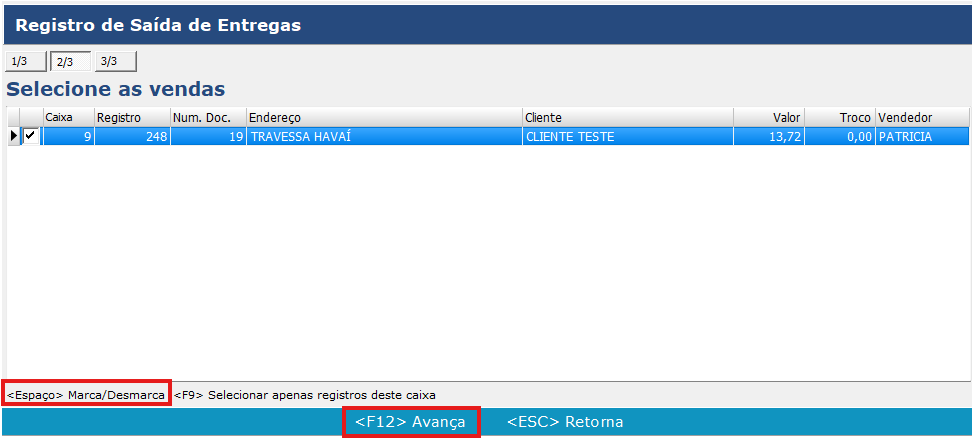 Registro de Saída de Entregas
1/3 2/3 3/3
Selecione as vendas
Caixa Registro Num. Doc. Endereço Cliente Valor Troco Vendedor
9 248 19 TRAVESSA HAVAÍ CLIENTE TESTE 13,72 0,00 PATRICIA
<Espaço> Marca/Desmarca <F9> Selecionar apenas registros deste caixa
<F12> Avança <ESC> Retorna